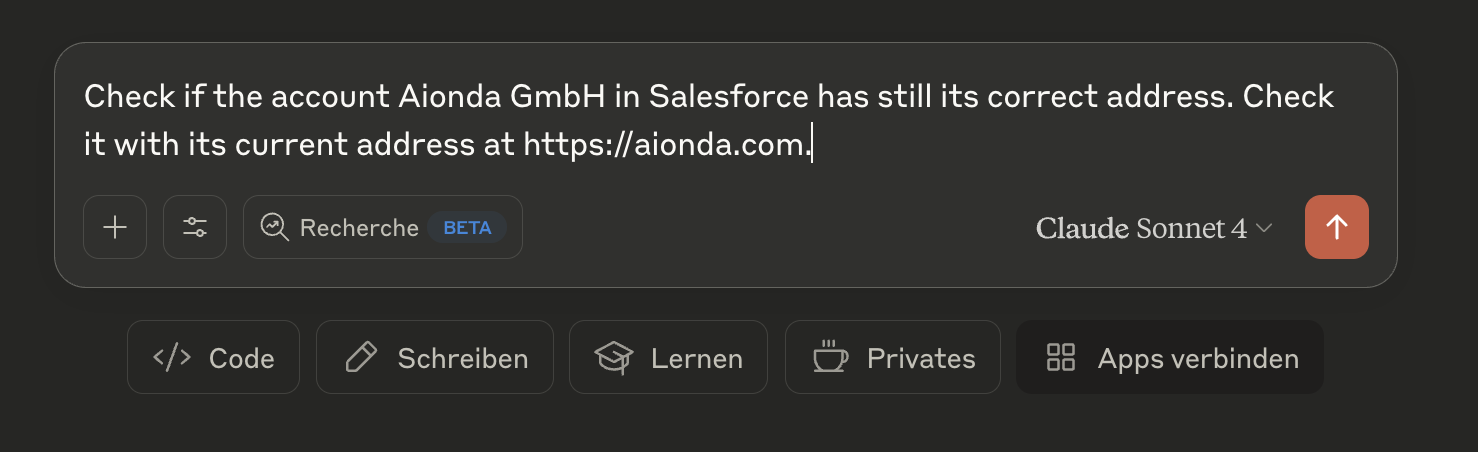 Check if the account Aionda GmbH in Salesforce has still its correct address. Check
it with its current address at https://aionda.com.
Recherche BETA Claude Sonnet 4
Code Schreiben Lernen Privates Apps verbinden